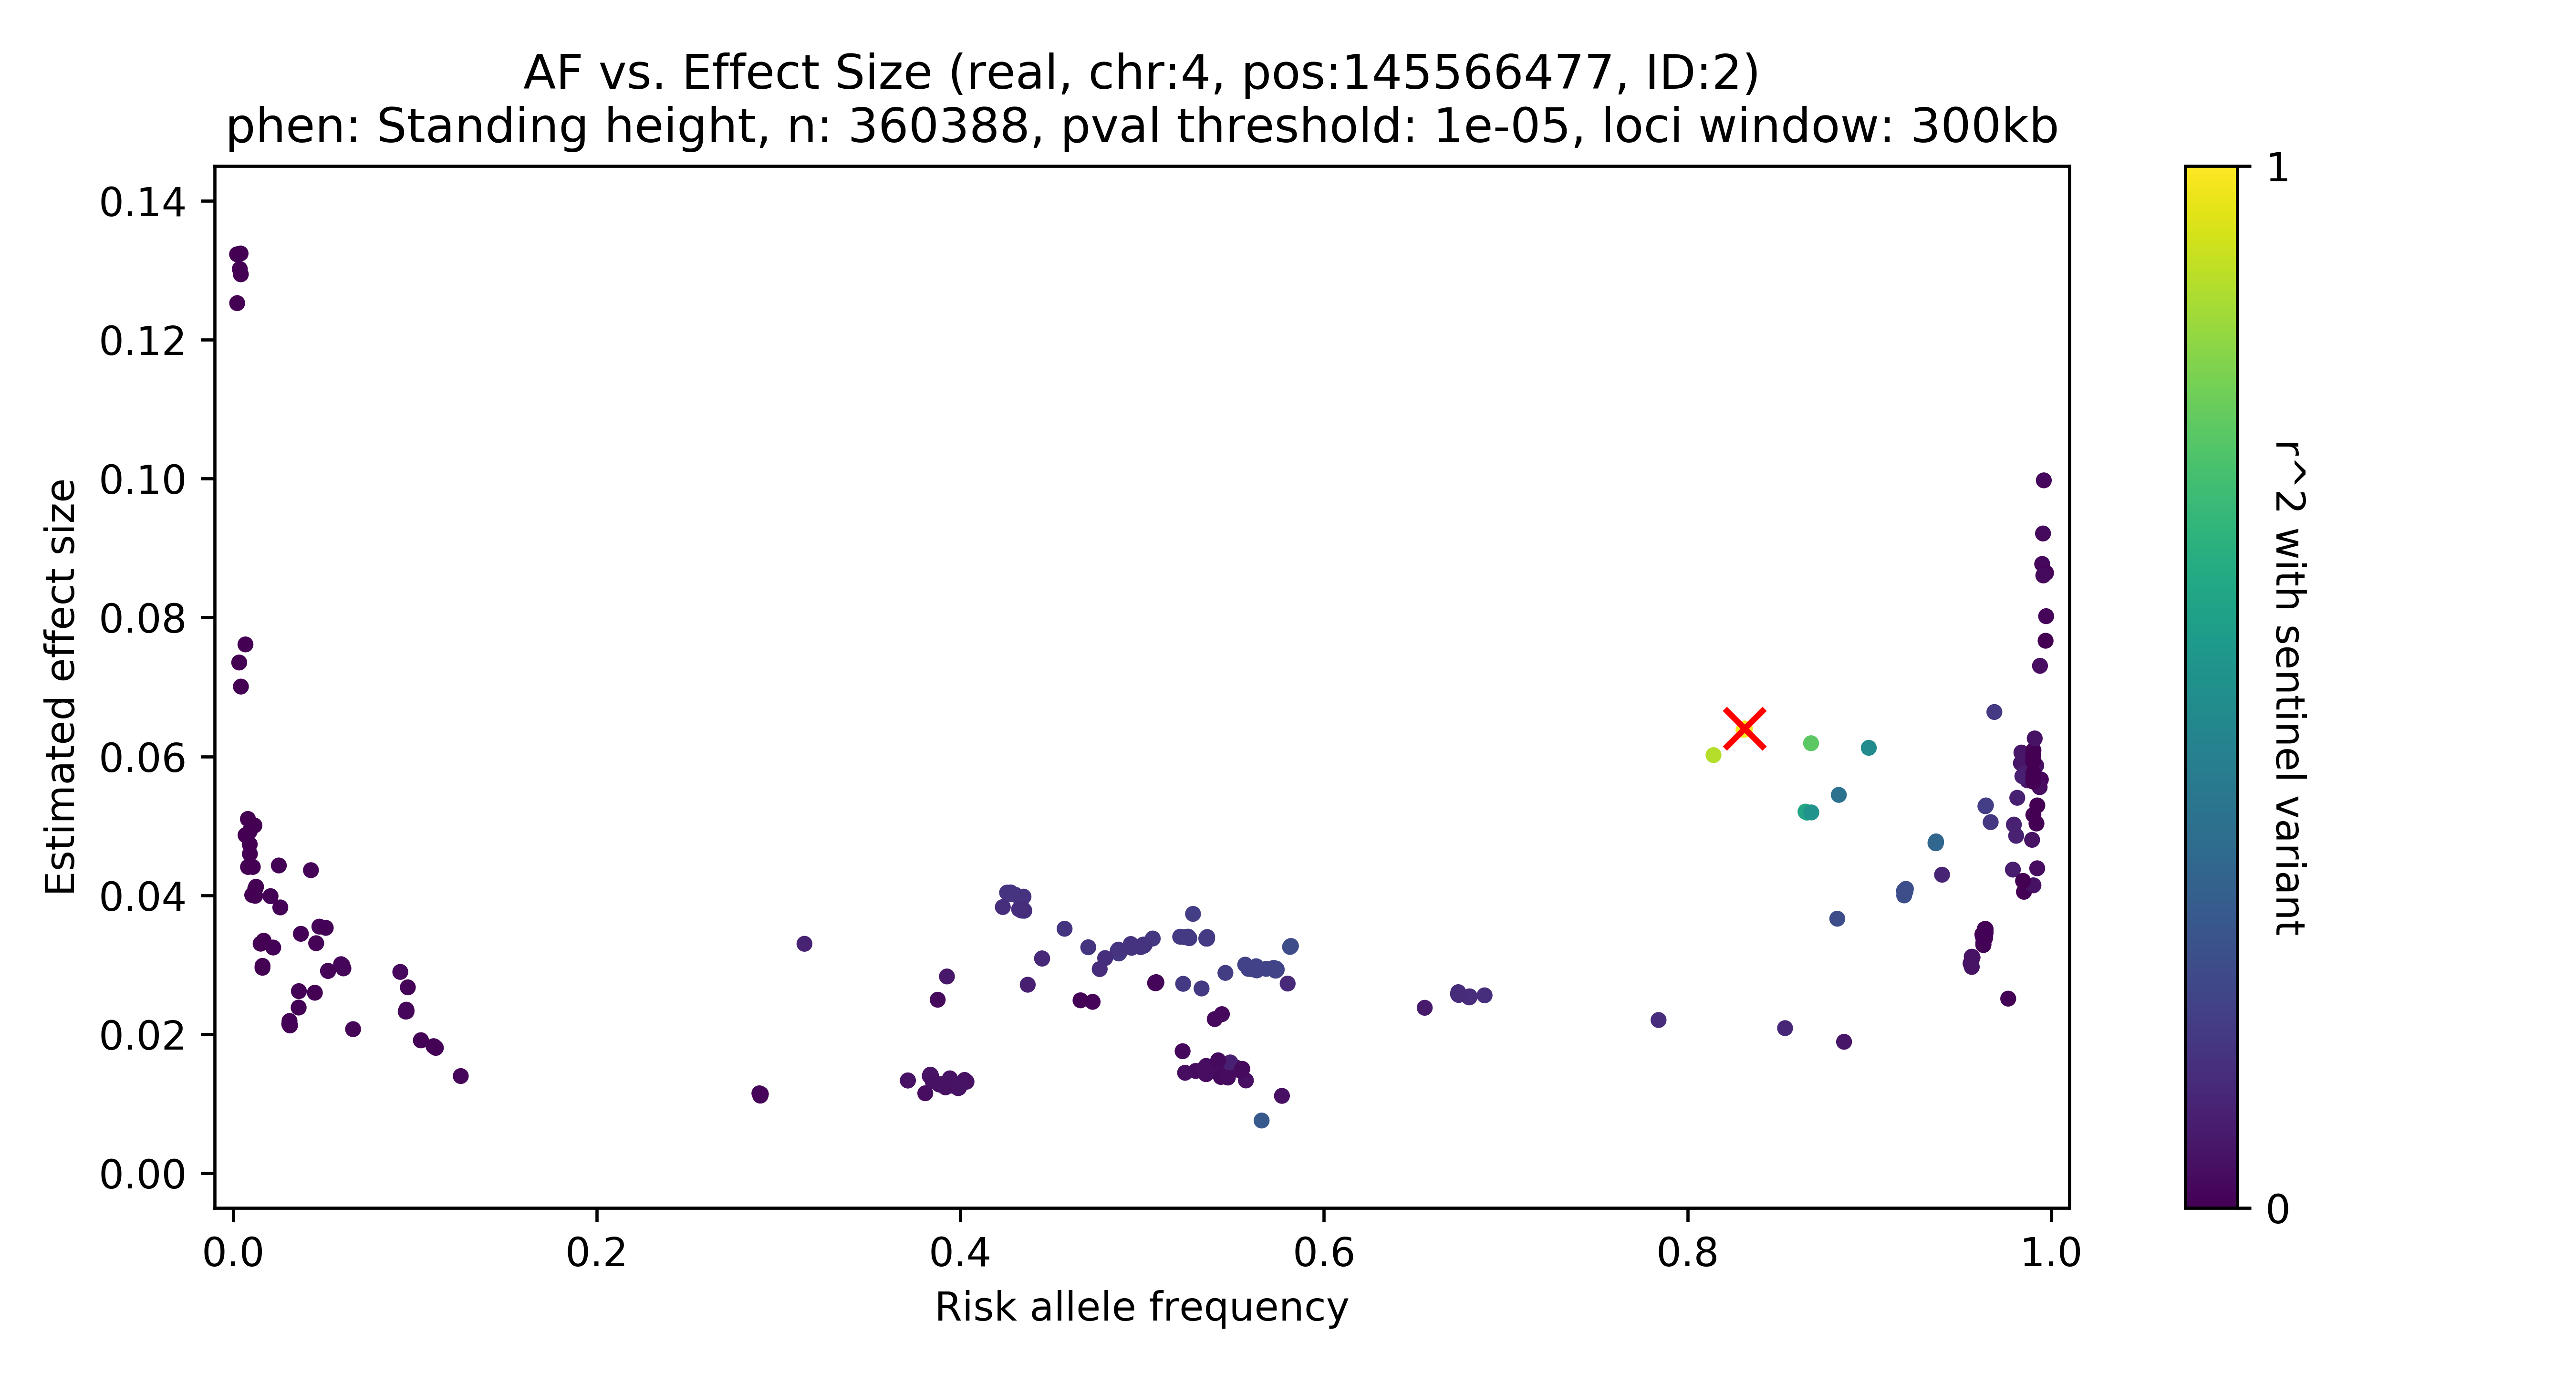 AF vs. Effect Size (real, chr:4, pos:145566477, ID:2)
phen: Standing height, n: 360388, pval threshold: 1e-05, loci window: 300kb
0.14
0.12
0.10
0.08
0.06
0.04
0.02
0.00
Estimated effect size
0.0 0.2 0.4 0.6 0.8 1.0
Risk allele frequency
1
0
r^2 with sentinel variant